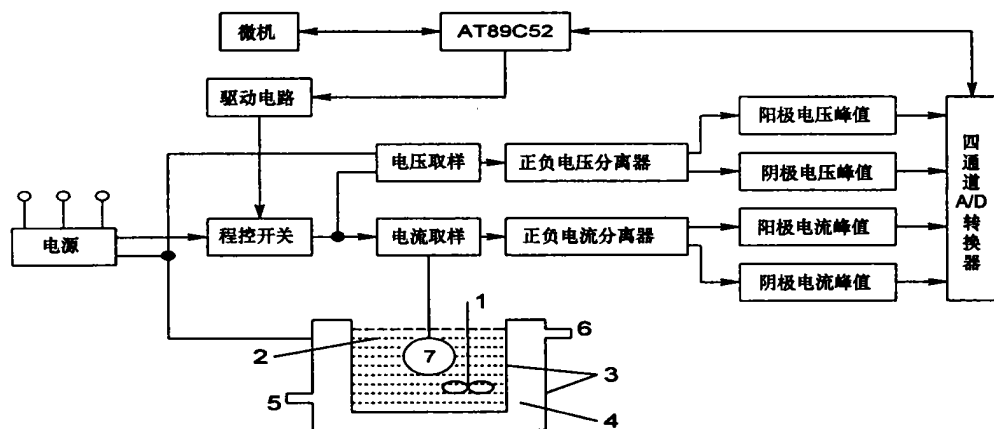 微机
AT89C52
驱动电路
阳极电压峰值
电压取样
正负电压分离器
阴极电压峰值
四通道A/D转换器
电源
程控开关
电流取样
正负电流分离器
阳极电流峰值
阴极电流峰值
1
2
7
6
3
5
4